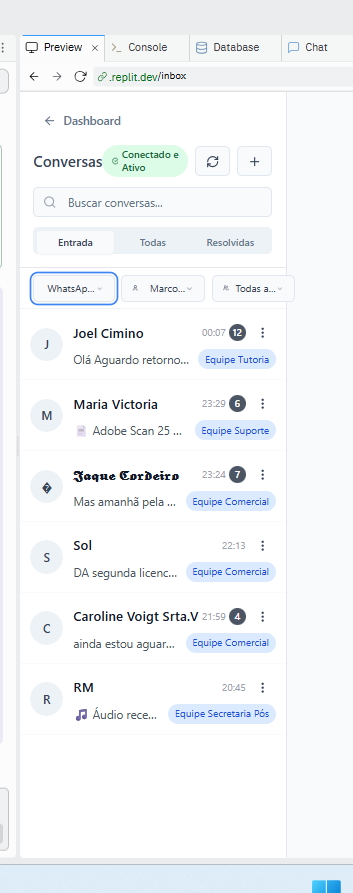 Preview × Console Database Chat
.replit.dev/inbox
Dashboard
Conversas Conectado e Ativo
Buscar conversas...
Entrada Todas Resolvidas
WhatsAp... Marco... Todas a...
J Joel Cimino 00:07 12
Olá Aguardo retorno... Equipe Tutoria
M Maria Victoria 23:29 6
Adobe Scan 25 ... Equipe Suporte
� 𝕵𝖆𝖖𝖚𝖊 𝕮𝖔𝖗𝖉𝖊𝖎𝖗𝖔 23:24 7
Mas amanhã pela ... Equipe Comercial
S Sol 22:13
DA segunda licenc... Equipe Comercial
C Caroline Voigt Srta.V 21:59 4
ainda estou aguar... Equipe Comercial
R RM 20:45
Áudio rece... Equipe Secretaria Pós